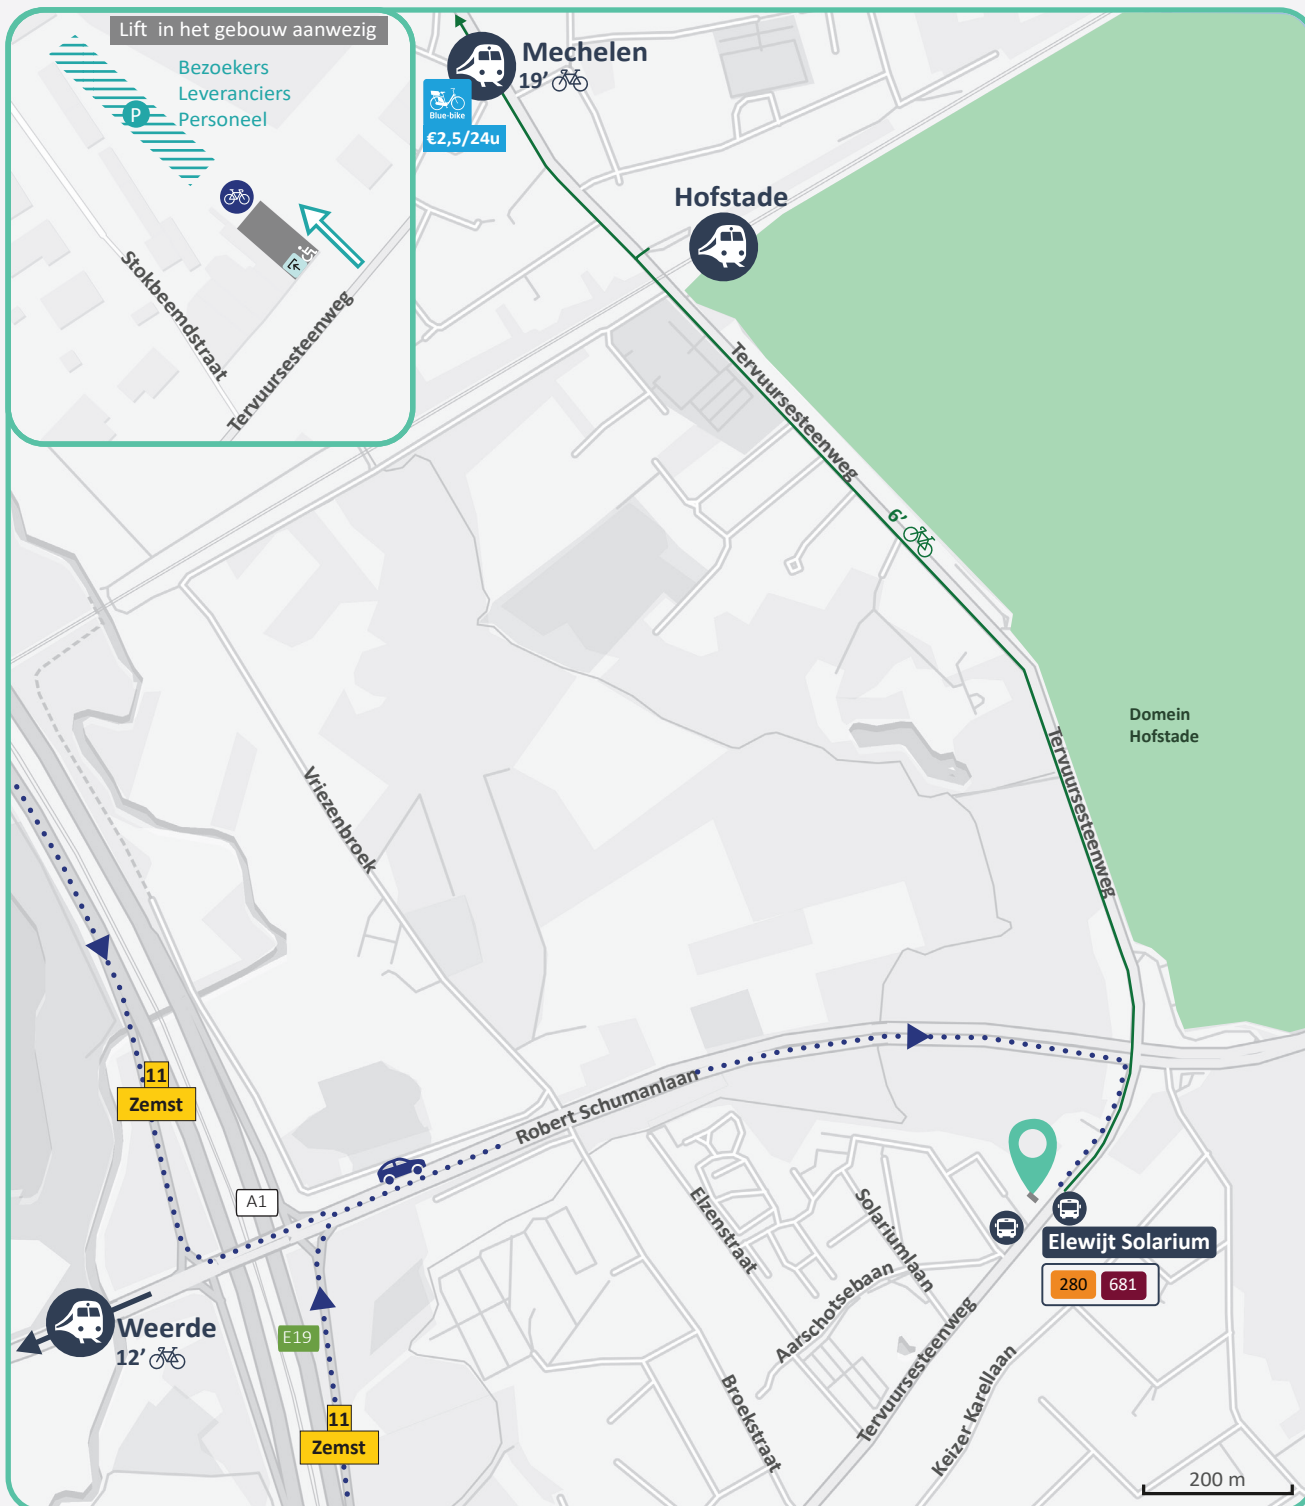 Lift in het gebouw aanwezig
Bezoekers
Leveranciers
Personeel
P
Stokbeemdstraat
Tervuursesteenweg
Mechelen
19'
Blue-bike
€2,5/24u
Hofstade
Tervuursesteenweg
6'
Domein
Hofstade
Tervuursesteenweg
Vriezenbroek
11
Zemst
Robert Schumanlaan
A1
Elzenstraat
Solariumlaan
Aarschotsebaan
Elewijt Solarium
280 681
Weerde
12'
E19
11
Zemst
Broekstraat
Tervuursesteenweg
Keizer Karellaan
200 m